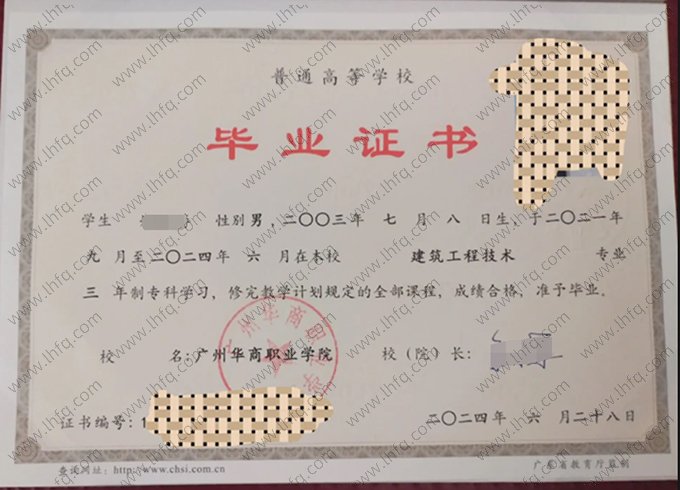 普通高等学校
毕业证书
学生 性别男，二〇〇三年 七 月 八 日生，于二〇二一年
九 月至二〇二四年 六 月在本校 建筑工程技术 专业
三 年制专科学习，修完教学计划规定的全部课程，成绩合格，准予毕业。
校 名：广州华商职业学院 校（院）长：
证书编号：1
二〇二四年 六 月二十八日
查询网址：http://www.chsi.com.cn 广东省教育厅监制
www.lhfq.com